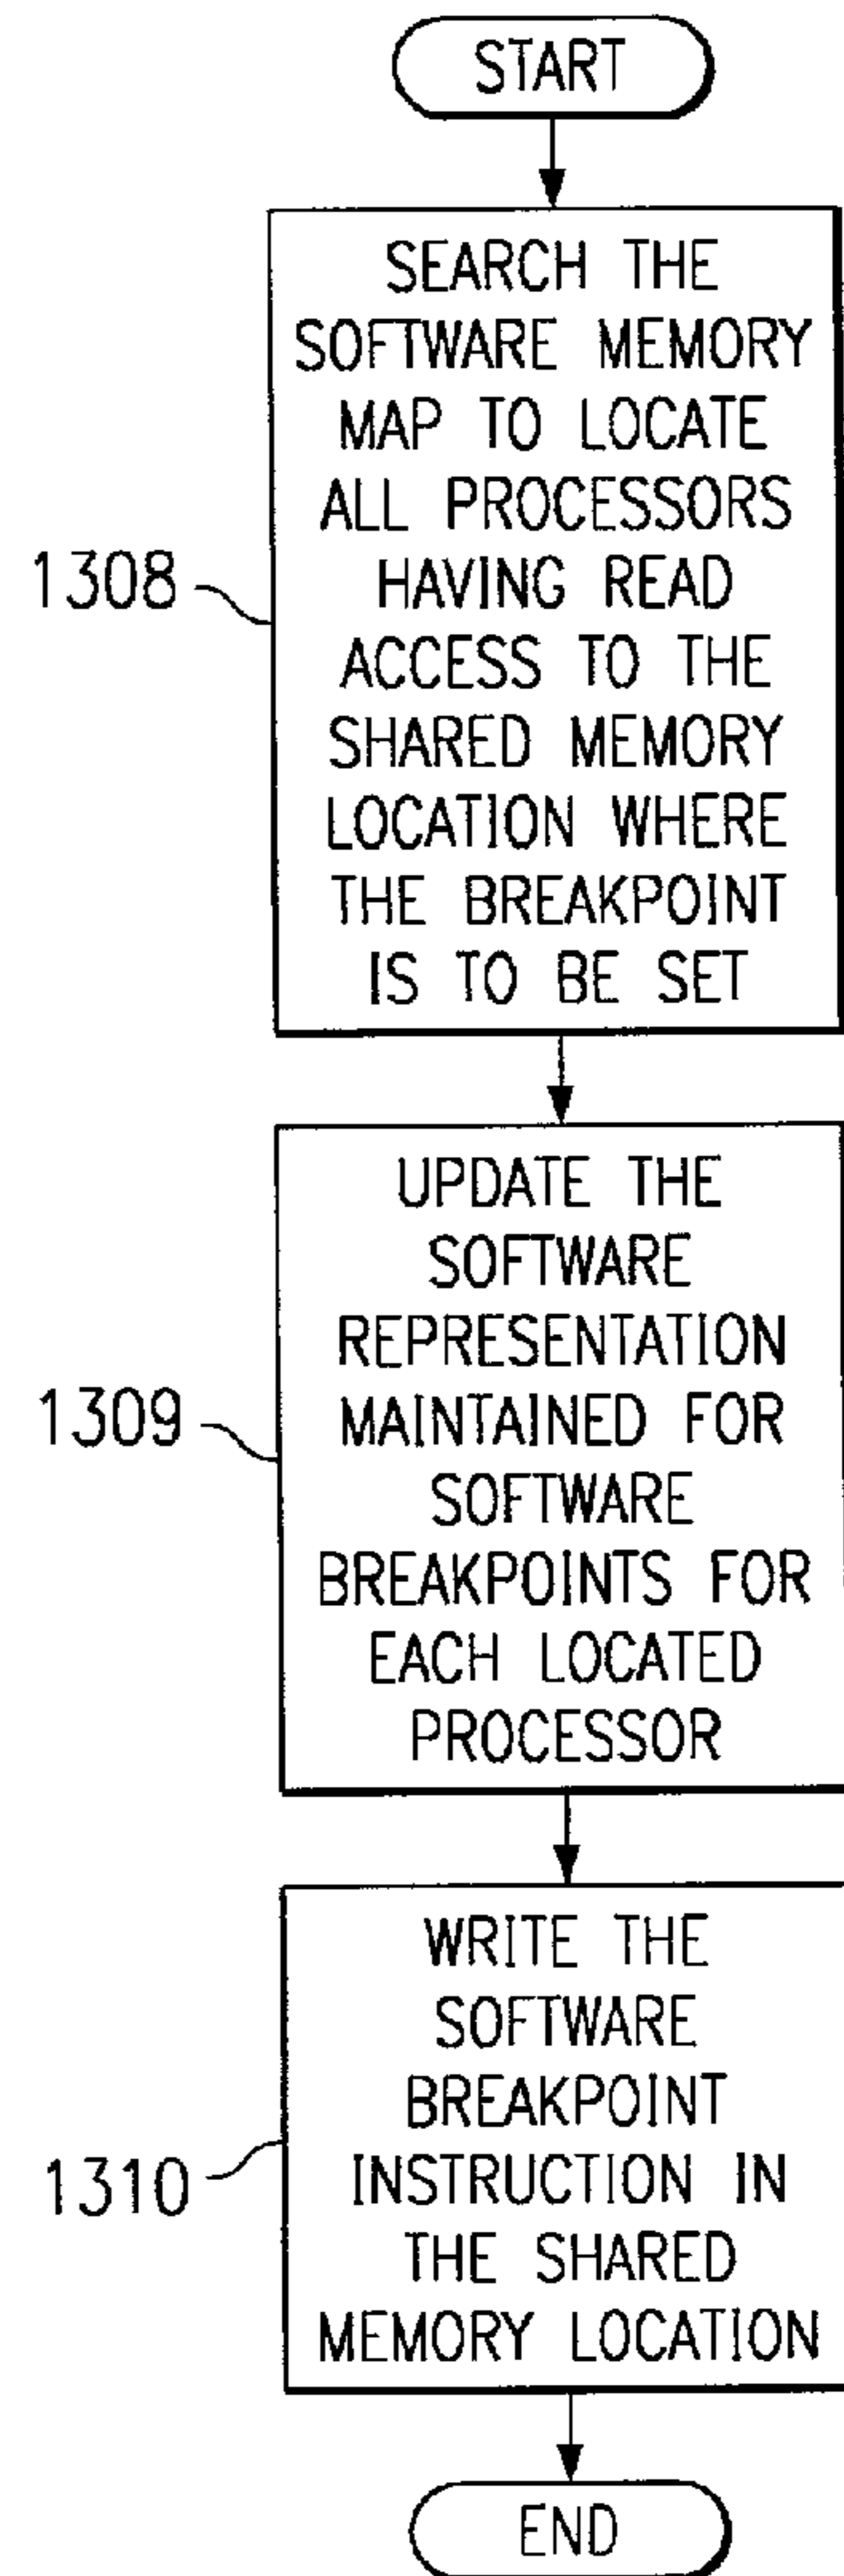 START
SEARCH THE
SOFTWARE MEMORY
MAP TO LOCATE
ALL PROCESSORS
HAVING READ
ACCESS TO THE
SHARED MEMORY
LOCATION WHERE
THE BREAKPOINT
IS TO BE SET
1308
UPDATE THE
SOFTWARE
REPRESENTATION
MAINTAINED FOR
SOFTWARE
BREAKPOINTS FOR
EACH LOCATED
PROCESSOR
1309
WRITE THE
SOFTWARE
BREAKPOINT
INSTRUCTION IN
THE SHARED
MEMORY LOCATION
1310
END